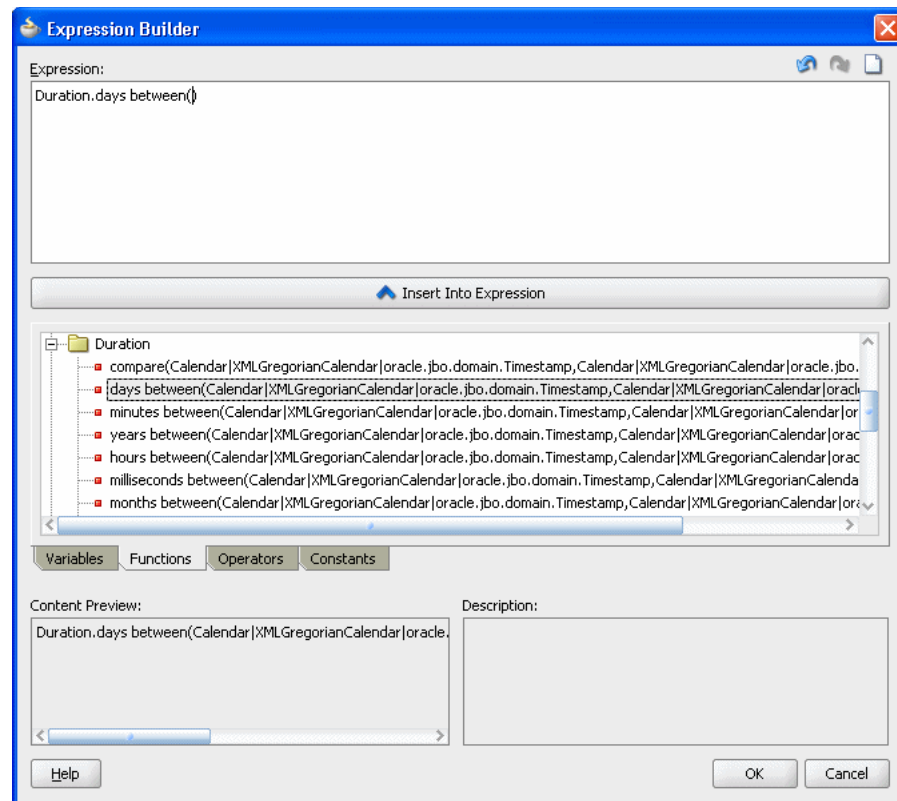 Expression Builder
Expression:
Duration.days between()
Insert Into Expression
Duration
compare(Calendar|XMLGregorianCalendar|oracle.jbo.domain.Timestamp,Calendar|XMLGregorianCalendar|oracle.jbo.
days between(Calendar|XMLGregorianCalendar|oracle.jbo.domain.Timestamp,Calendar|XMLGregorianCalendar|oracl
minutes between(Calendar|XMLGregorianCalendar|oracle.jbo.domain.Timestamp,Calendar|XMLGregorianCalendar|or
years between(Calendar|XMLGregorianCalendar|oracle.jbo.domain.Timestamp,Calendar|XMLGregorianCalendar|orac
hours between(Calendar|XMLGregorianCalendar|oracle.jbo.domain.Timestamp,Calendar|XMLGregorianCalendar|orac
milliseconds between(Calendar|XMLGregorianCalendar|oracle.jbo.domain.Timestamp,Calendar|XMLGregorianCalenda
months between(Calendar|XMLGregorianCalendar|oracle.jbo.domain.Timestamp,Calendar|XMLGregorianCalendar|ora
Variables Functions Operators Constants
Content Preview: Description:
Duration.days between(Calendar|XMLGregorianCalendar|oracle.
Help OK Cancel